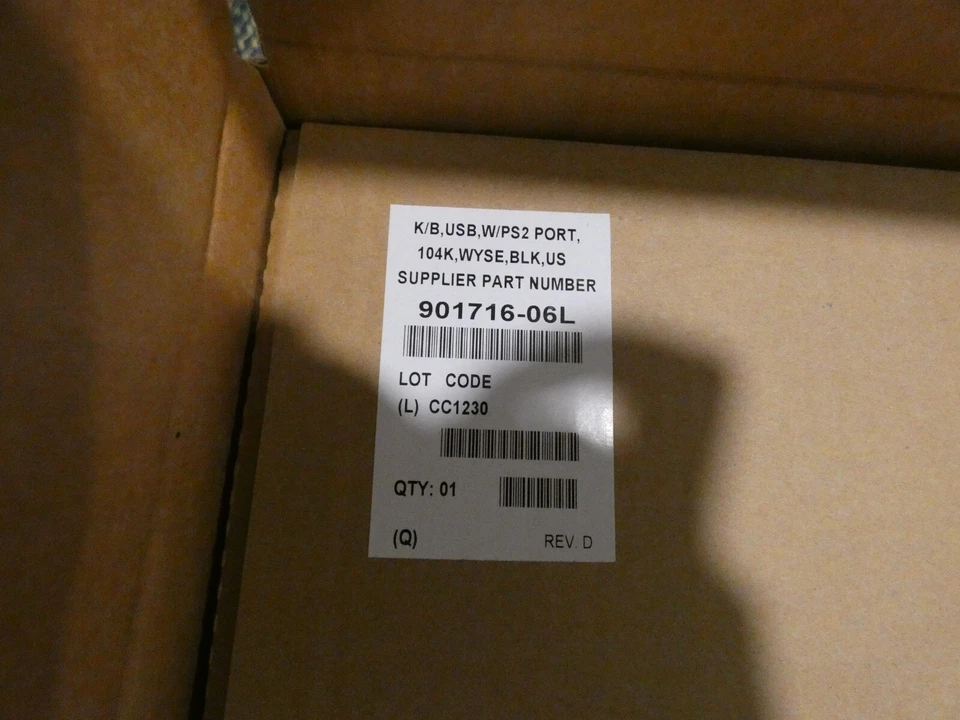 K/B,USB,W/PS2 PORT,
104K,WYSE,BLK,US
SUPPLIER PART NUMBER
901716-06L
LOT CODE
(L) CC1230
QTY: 01
(Q) REV. D